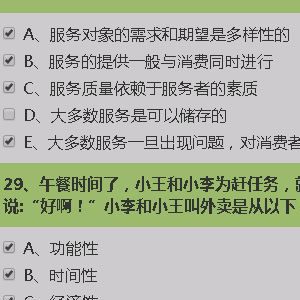 A、服务对象的需求和期望是多样性的
B、服务的提供一般与消费同时进行
C、服务质量依赖于服务者的素质
D、大多数服务是可以储存的
E、大多数服务一旦出现问题，对消费者
29、午餐时间了，小王和小李为赶任务，
说:“好啊！”小李和小王叫外卖是从以下
A、功能性
B、时间性
C、经济性